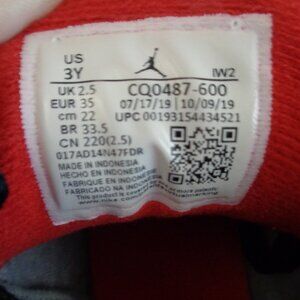 US
3Y
IW2
UK 2.5 CQ0487-600
EUR 35 07/17/19 | 10/09/19
cm 22 UPC 00193154434521
BR 33.5
CN 220(2.5)
017AD14N47FDR
MADE IN INDONESIA
HECHO EN INDONESIA
FABRIQUE EN INDONESIE
FABRICADO NA INDONESIA